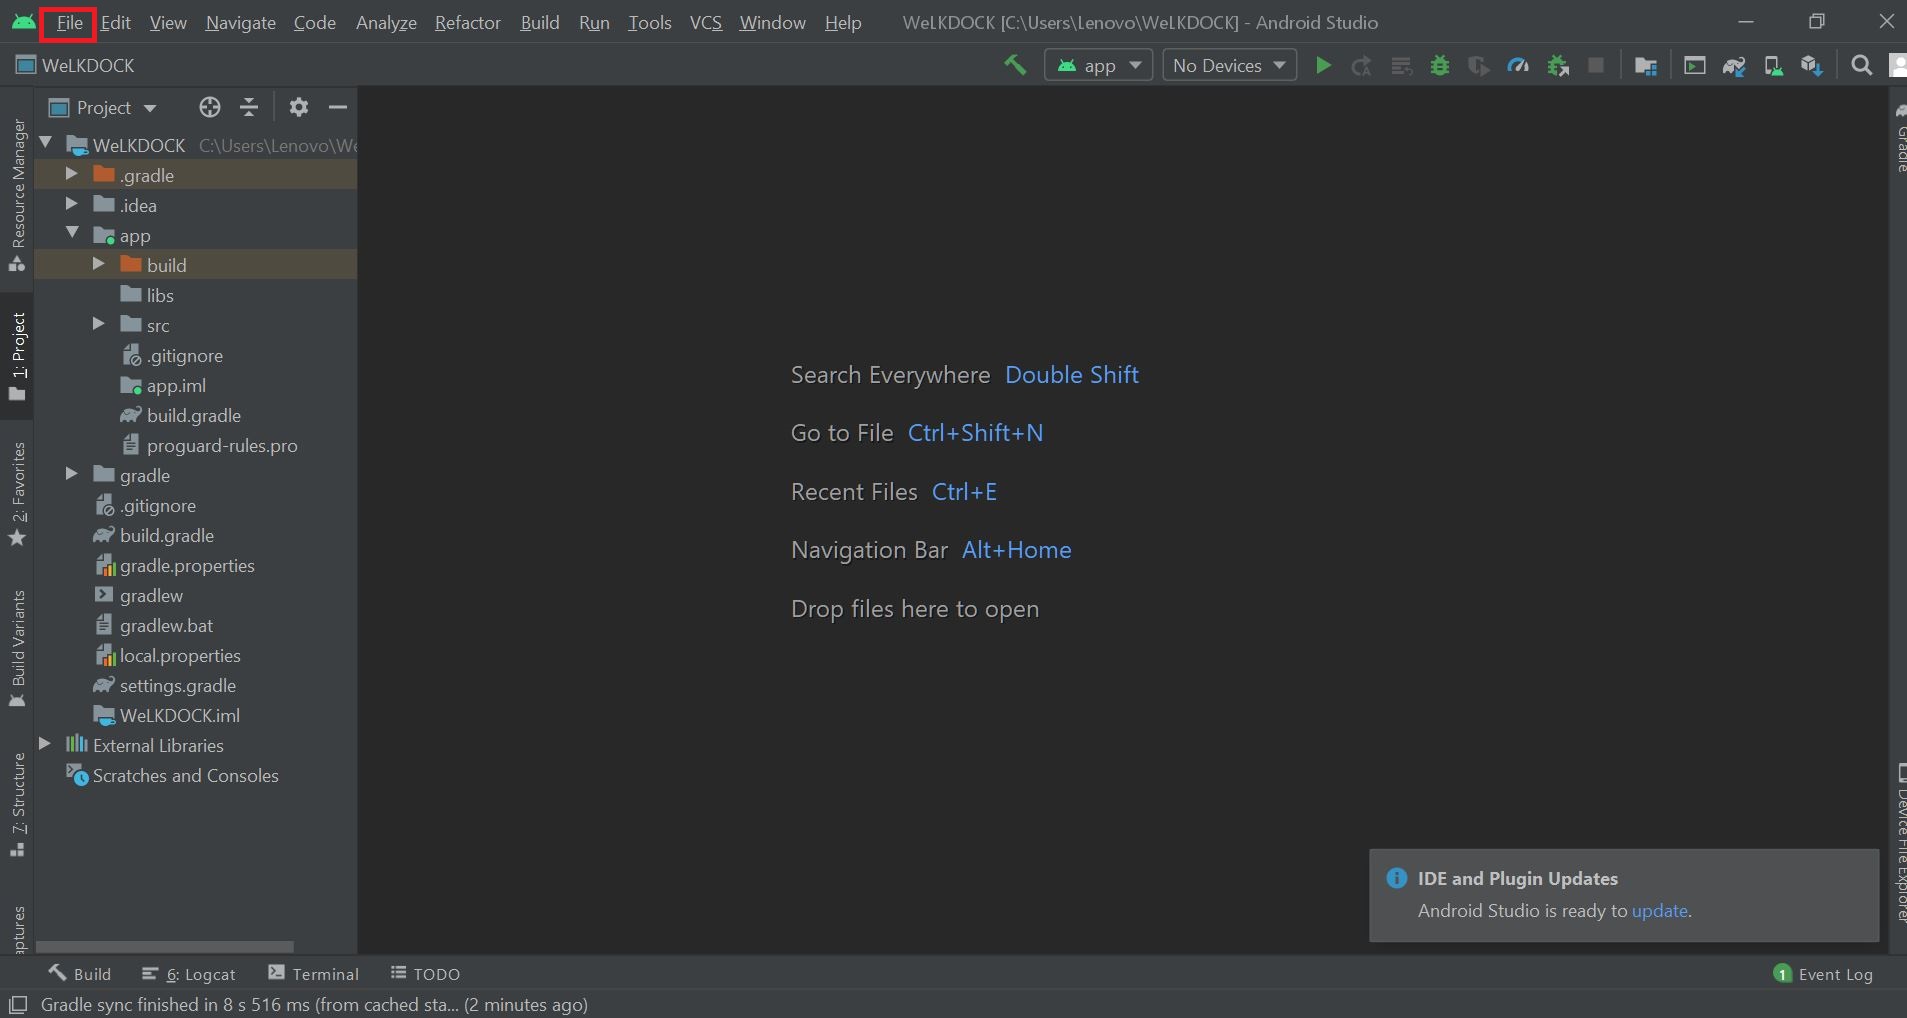 File Edit View Navigate Code Analyze Refactor Build Run Tools VCS Window Help WeLKDOCK [C:\Users\Lenovo\WeLKDOCK] - Android Studio
WeLKDOCK
app
No Devices
Project
WeLKDOCK C:\Users\Lenovo\We
.gradle
.idea
app
build
libs
src
.gitignore
app.iml
build.gradle
proguard-rules.pro
gradle
.gitignore
build.gradle
gradle.properties
gradlew
gradlew.bat
local.properties
settings.gradle
WeLKDOCK.iml
External Libraries
Scratches and Consoles
Resource Manager
1: Project
2: Favorites
Build Variants
7: Structure
aptures
Search Everywhere Double Shift
Go to File Ctrl+Shift+N
Recent Files Ctrl+E
Navigation Bar Alt+Home
Drop files here to open
Gradle
Device File Explorer
IDE and Plugin Updates
Android Studio is ready to update.
Build 6: Logcat Terminal TODO
1 Event Log
Gradle sync finished in 8 s 516 ms (from cached sta... (2 minutes ago)